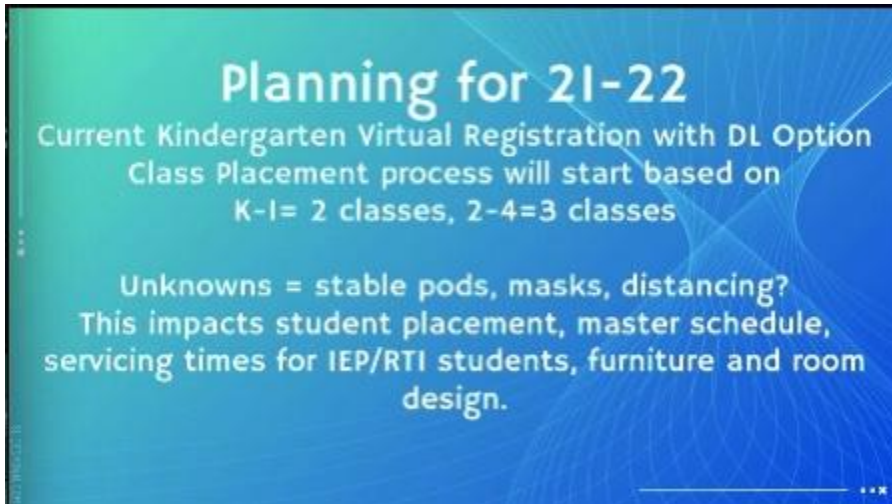 Planning for 21-22
Current Kindergarten Virtual Registration with DL Option
Class Placement process will start based on
K-1= 2 classes, 2-4=3 classes
Unknowns = stable pods, masks, distancing?
This impacts student placement, master schedule,
servicing times for IEP/RTI students, furniture and room
design.